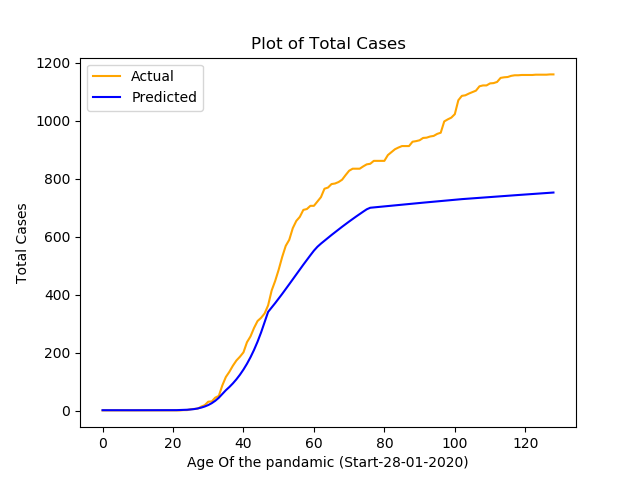 Plot of Total Cases
Actual
Predicted
1200
1000
800
600
400
200
0
Total Cases
0 20 40 60 80 100 120
Age Of the pandamic (Start-28-01-2020)